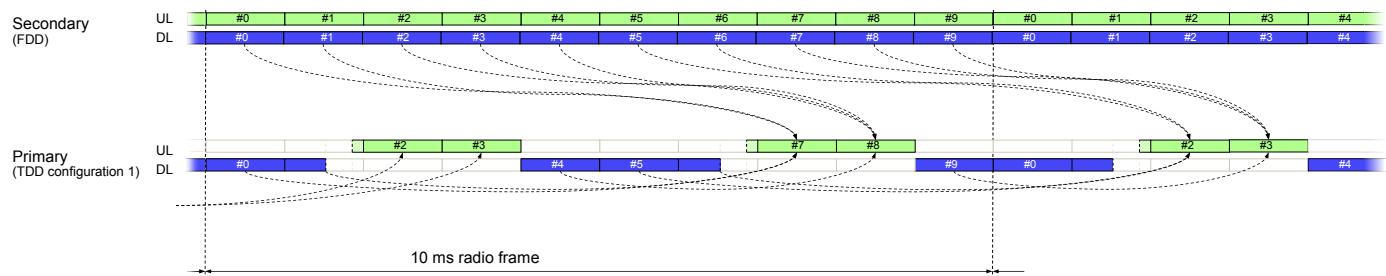 Secondary UL #0 #1 #2 #3 #4 #5 #6 #7 #8 #9 #0 #1 #2 #3 #4
(FDD) DL #0 #1 #2 #3 #4 #5 #6 #7 #8 #9 #0 #1 #2 #3 #4
Primary UL #2 #3 #7 #8 #2 #3
(TDD configuration 1) DL #0 #4 #5 #9 #0 #4
10 ms radio frame